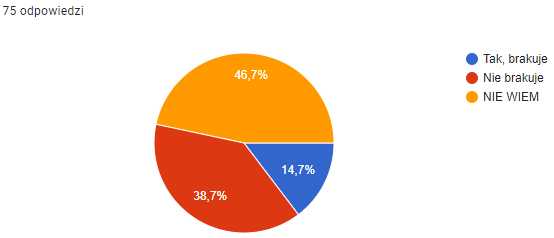 75 odpowiedzi
46,7%
Tak, brakuje
Nie brakuje
NIE WIEM
14,7%
38,7%